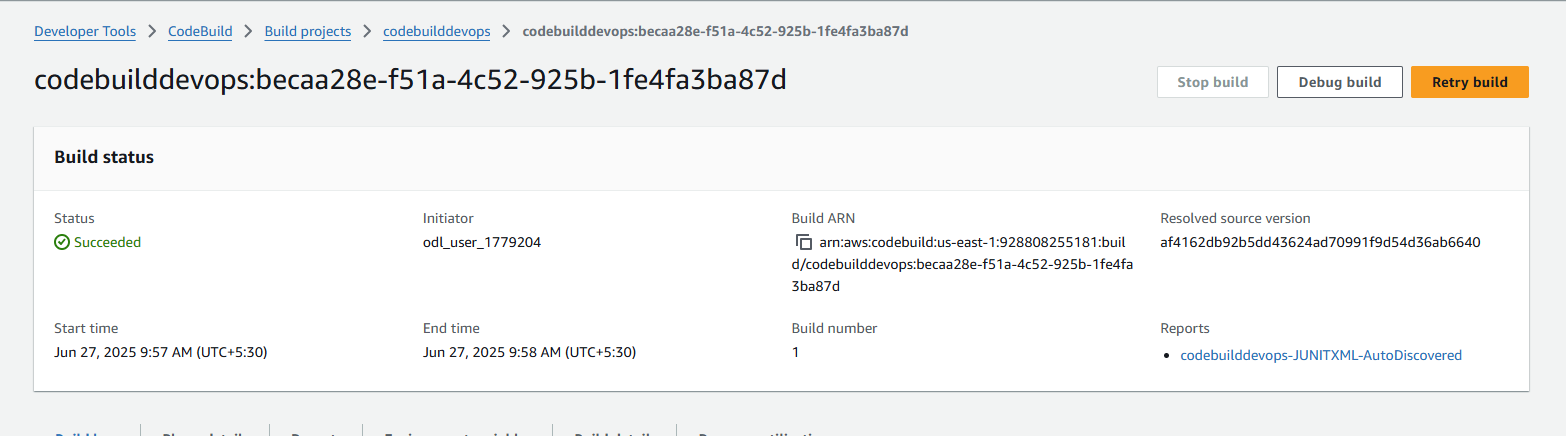 Developer Tools > CodeBuild > Build projects > codebuilddevops > codebuilddevops:becaa28e-f51a-4c52-925b-1fe4fa3ba87d
codebuilddevops:becaa28e-f51a-4c52-925b-1fe4fa3ba87d
Stop build
Debug build
Retry build
Build status
Status
Succeeded
Initiator
odl_user_1779204
Build ARN
arn:aws:codebuild:us-east-1:928808255181:buil
d/codebuilddevops:becaa28e-f51a-4c52-925b-1fe4fa
3ba87d
Resolved source version
af4162db92b5dd43624ad70991f9d54d36ab6640
Start time
Jun 27, 2025 9:57 AM (UTC+5:30)
End time
Jun 27, 2025 9:58 AM (UTC+5:30)
Build number
1
Reports
• codebuilddevops-JUNITXML-AutoDiscovered